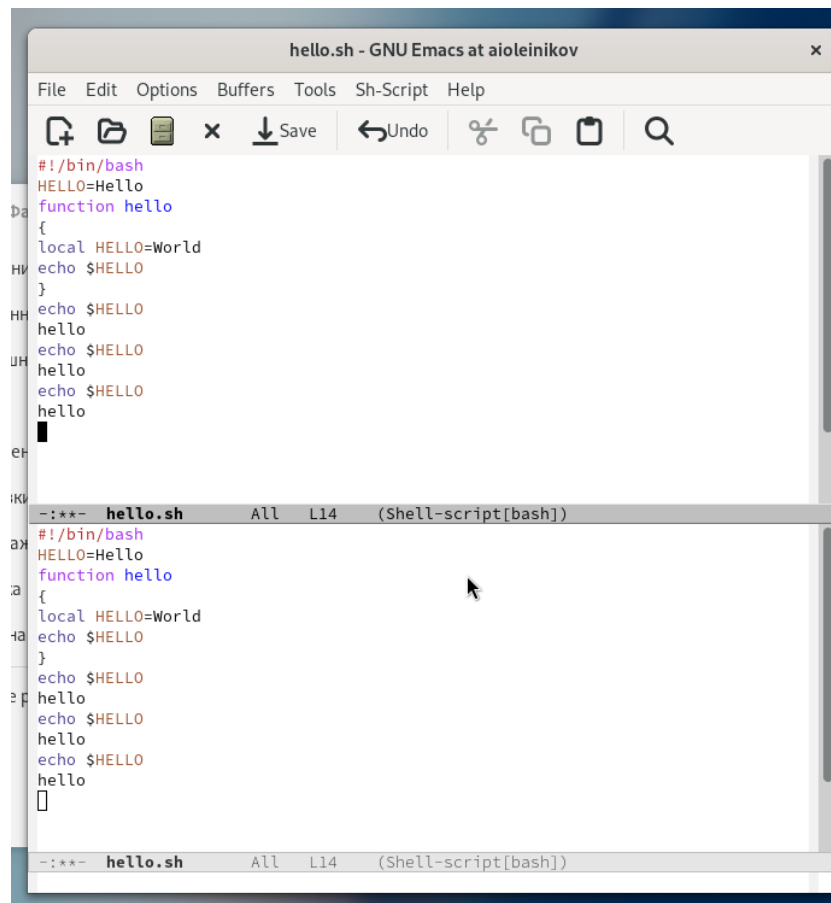 hello.sh - GNU Emacs at aioleinikov
File Edit Options Buffers Tools Sh-Script Help
Save Undo
#!/bin/bash
HELLO=Hello
function hello
{
local HELLO=World
echo $HELLO
}
echo $HELLO
hello
echo $HELLO
hello
echo $HELLO
hello
-:**- hello.sh All L14 (Shell-script[bash])
#!/bin/bash
HELLO=Hello
function hello
{
local HELLO=World
echo $HELLO
}
echo $HELLO
hello
echo $HELLO
hello
echo $HELLO
hello
-:**- hello.sh All L14 (Shell-script[bash])